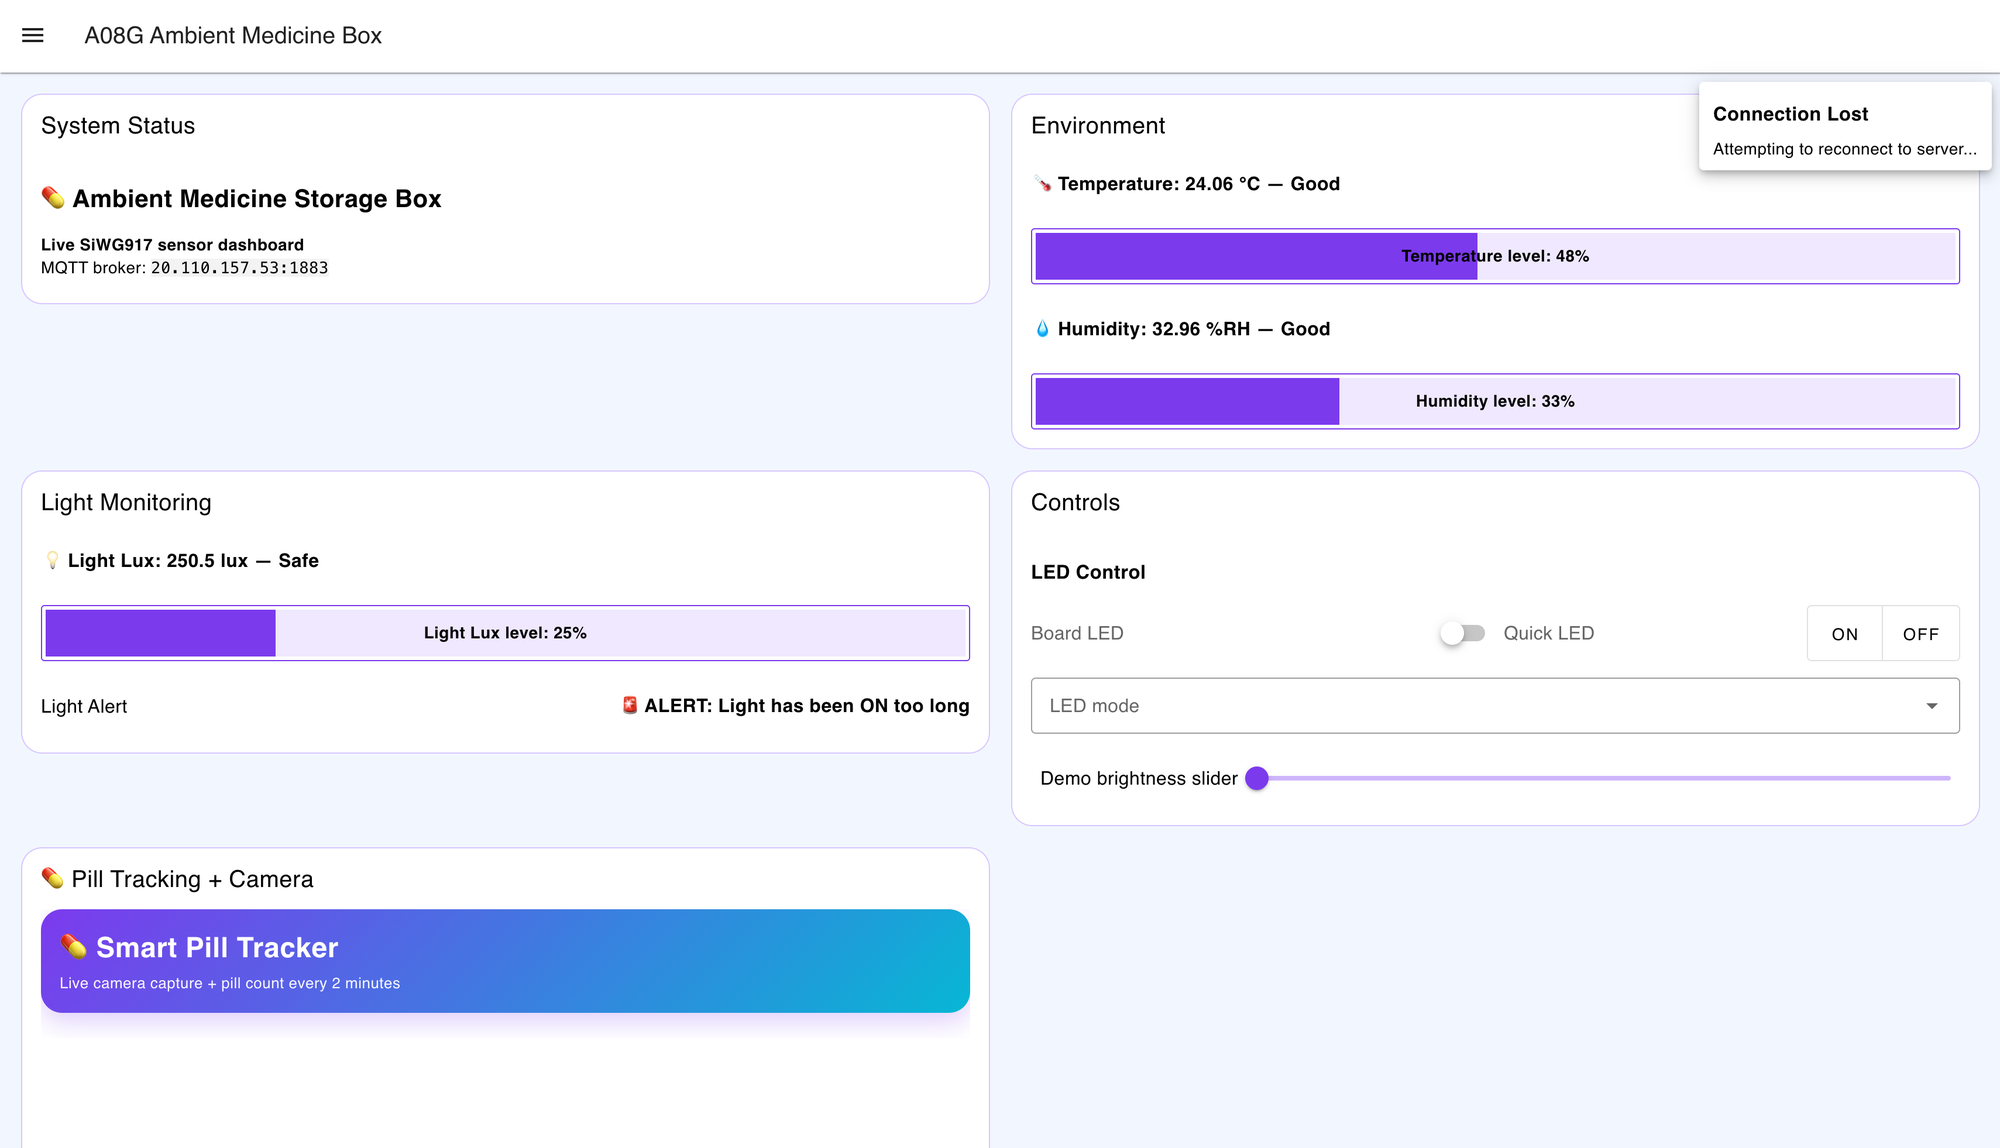 A08G Ambient Medicine Box
System Status
💊 Ambient Medicine Storage Box
Live SiWG917 sensor dashboard
MQTT broker: 20.110.157.53:1883
Environment
Connection Lost
Attempting to reconnect to server...
🌡️ Temperature: 24.06 °C — Good
Temperature level: 48%
💧 Humidity: 32.96 %RH — Good
Humidity level: 33%
Light Monitoring
💡 Light Lux: 250.5 lux — Safe
Light Lux level: 25%
Light Alert 🚨 ALERT: Light has been ON too long
Controls
LED Control
Board LED Quick LED ON OFF
LED mode
Demo brightness slider
💊 Pill Tracking + Camera
💊 Smart Pill Tracker
Live camera capture + pill count every 2 minutes